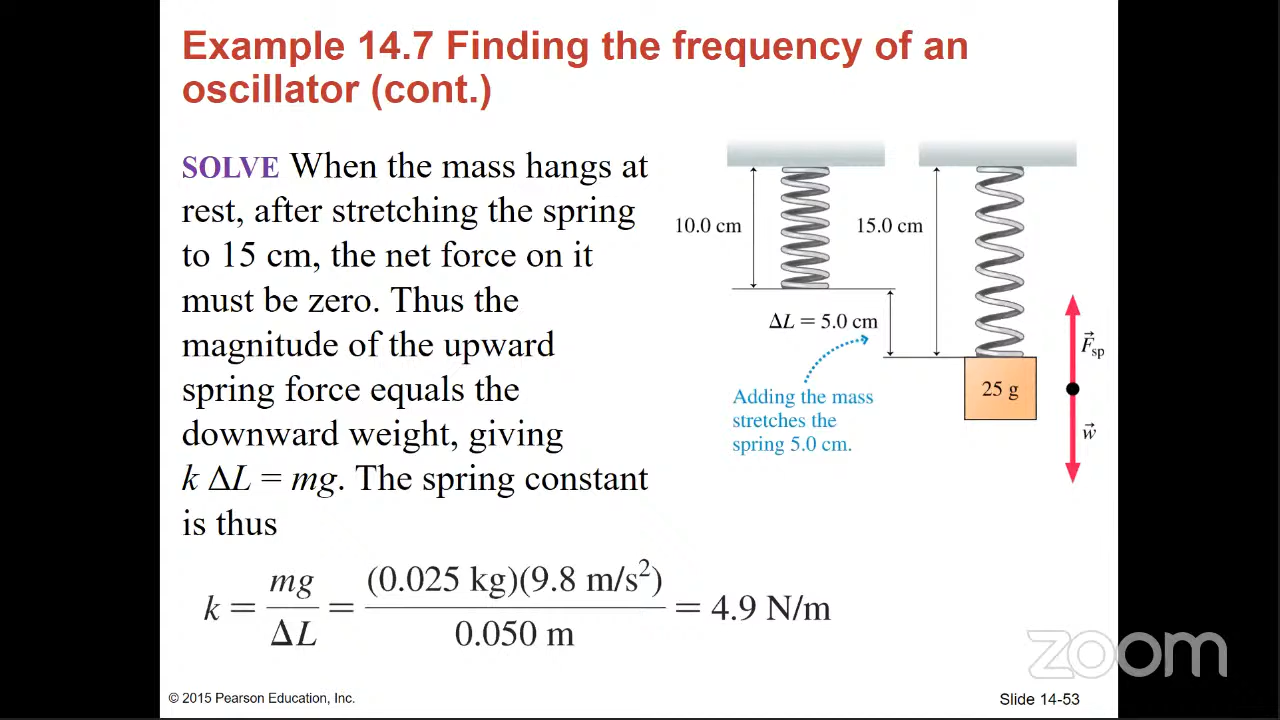 Example 14.7 Finding the frequency of an
oscillator (cont.)
SOLVE When the mass hangs at
rest, after stretching the spring
to 15 cm, the net force on it
must be zero. Thus the
magnitude of the upward
spring force equals the
downward weight, giving
k ΔL = mg. The spring constant
is thus
k = mg/ΔL = (0.025 kg)(9.8 m/s²)/0.050 m = 4.9 N/m
10.0 cm
15.0 cm
ΔL = 5.0 cm
Adding the mass
stretches the
spring 5.0 cm.
25 g
F⃗sp
w⃗
zoom
© 2015 Pearson Education, Inc.
Slide 14-53